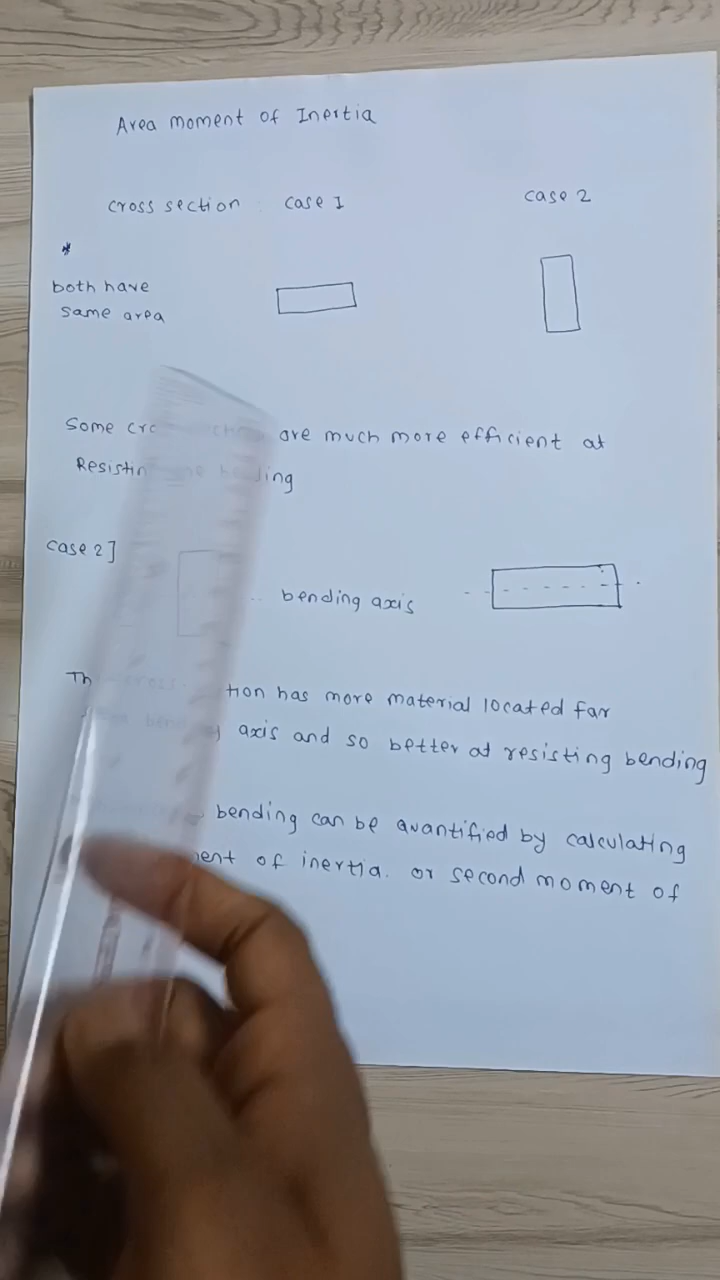 Area moment of Inertia
cross section case 1 case 2
both have
same area
Some are much more efficient at
Resistin
case 2]
bending axis
has more material located far
axis and so better at resisting bending
bending can be quantified by calculating
of inertia. or second moment of